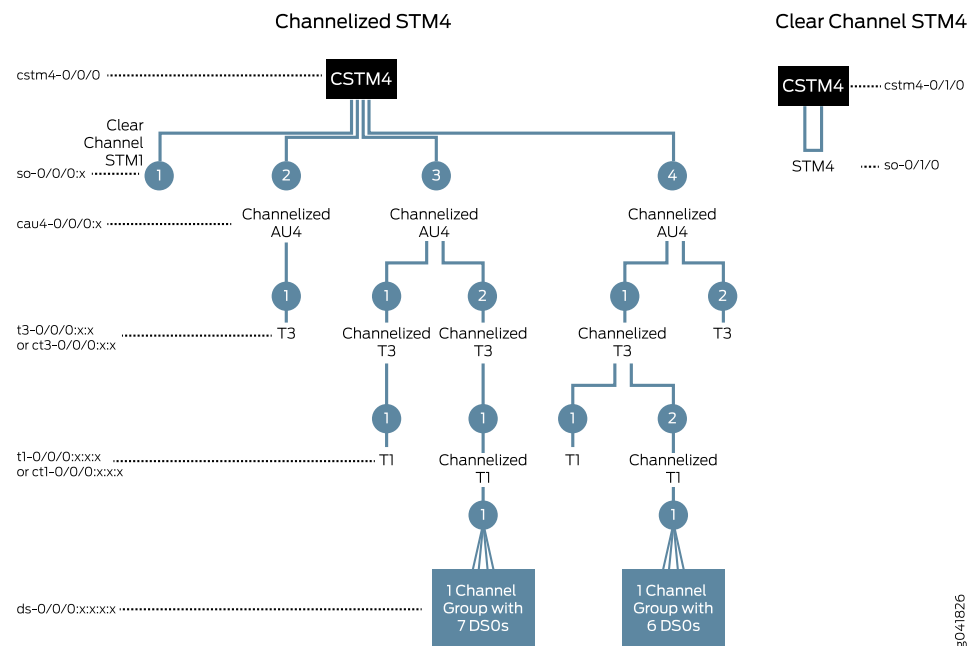 Channelized STM4
Clear Channel STM4
cstm4-0/0/0
CSTM4
CSTM4
cstm4-0/1/0
Clear
Channel
STM1
so-0/0/0:x
1
2
3
4
STM4
so-0/1/0
cau4-0/0/0:x
Channelized
AU4
Channelized
AU4
Channelized
AU4
1
1
2
1
2
t3-0/0/0:x:x
or ct3-0/0/0:x:x
T3
Channelized
T3
Channelized
T3
Channelized
T3
T3
1
1
1
2
t1-0/0/0:x:x:x
or ct1-0/0/0:x:x:x
T1
Channelized
T1
T1
Channelized
T1
1
1
ds-0/0/0:x:x:x:x
1 Channel
Group with
7 DS0s
1 Channel
Group with
6 DS0s
g041826